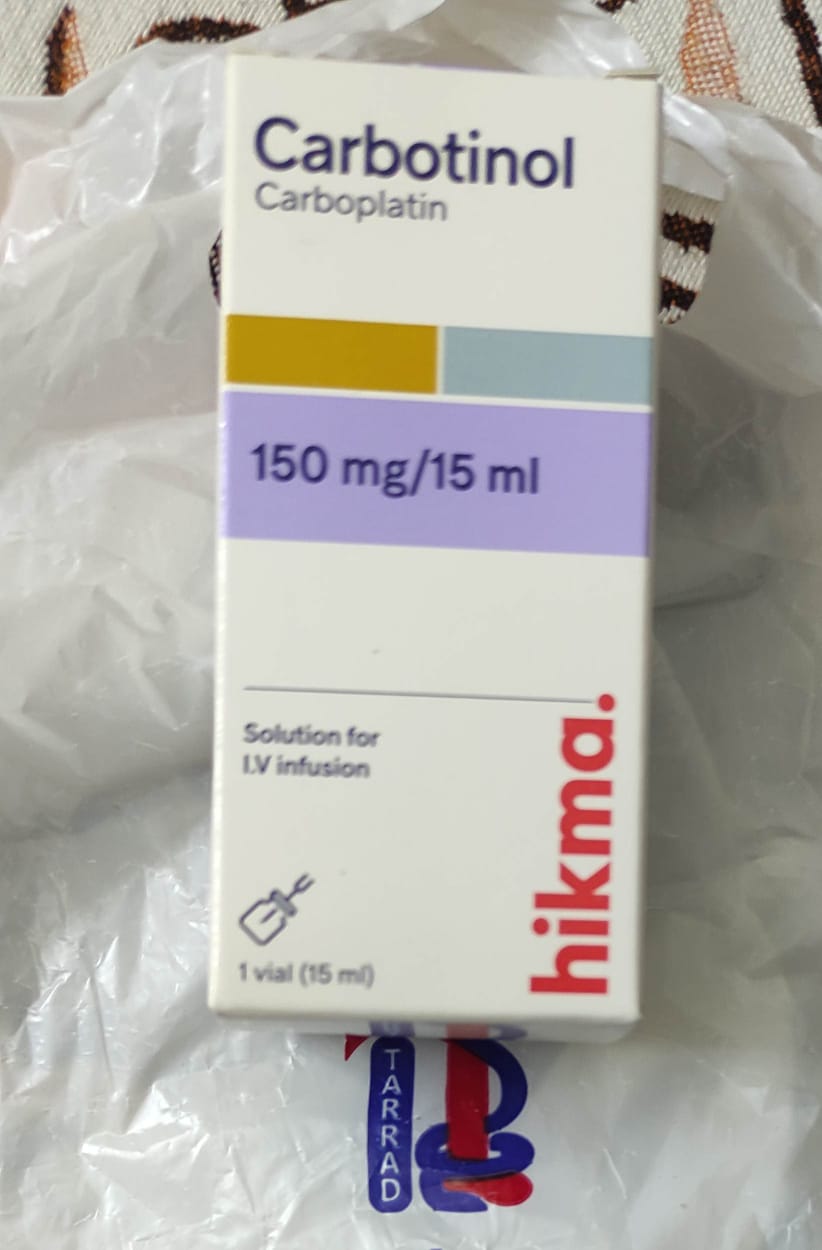 Carbotinol
Carboplatin
150 mg/15 ml
Solution for
I.V infusion
hikma.
1 vial (15 ml)
TARRAD